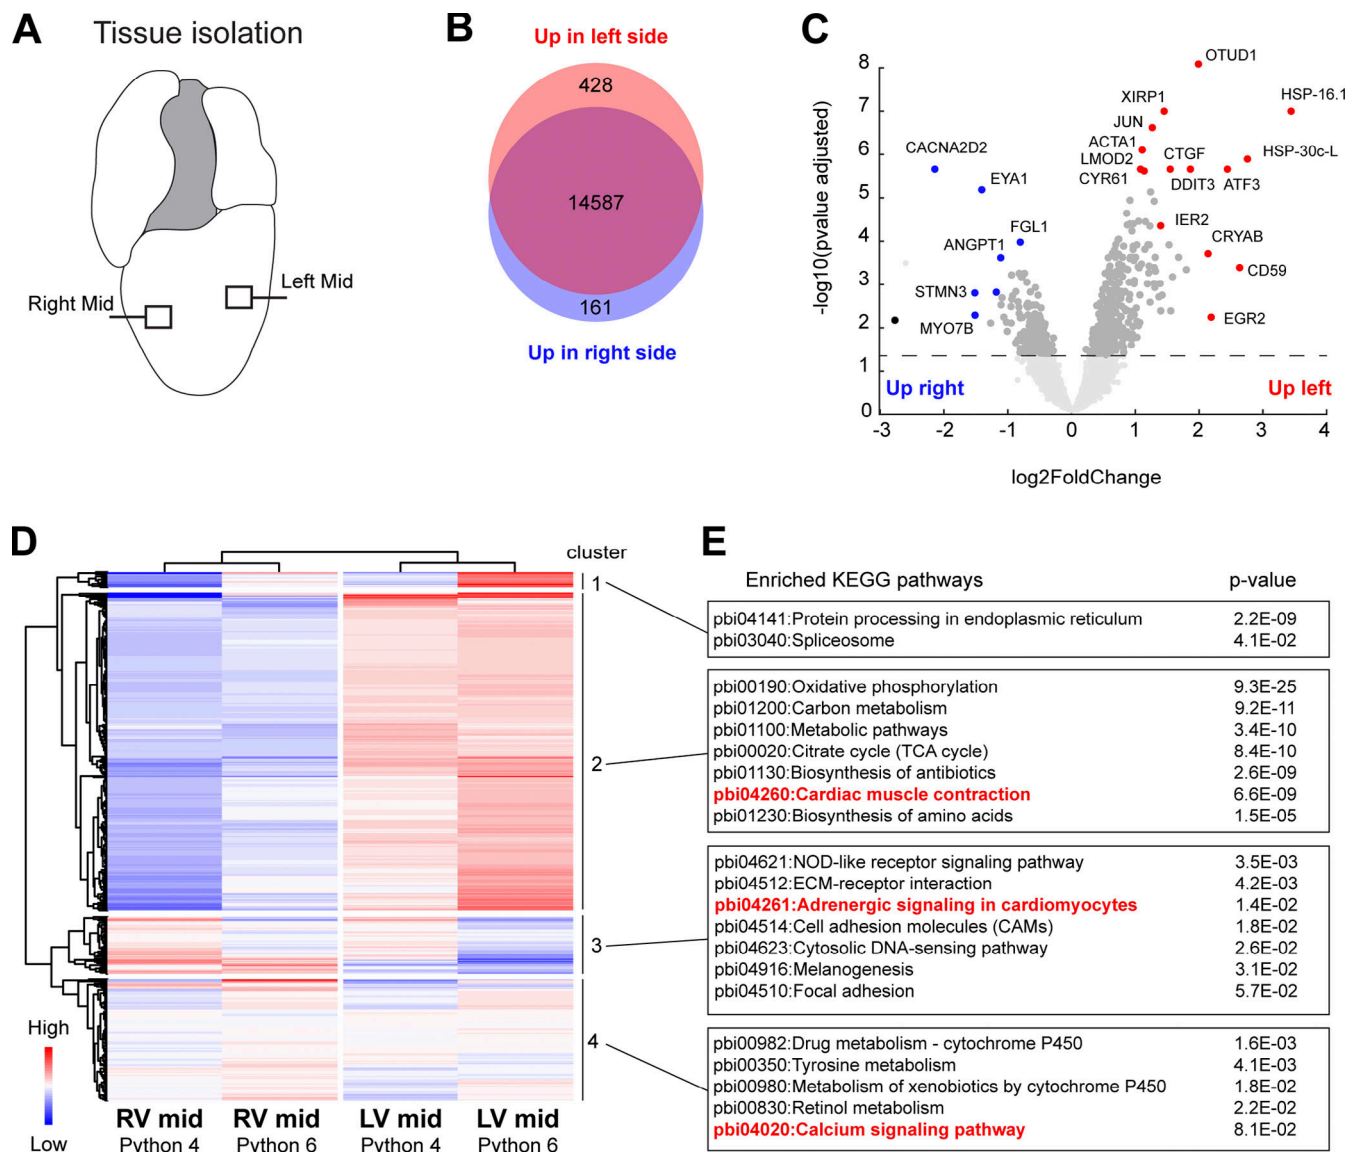 A
Tissue isolation
Right Mid
Left Mid
B
Up in left side
428
14587
161
Up in right side
C
-log10(pvalue adjusted)
8
7
6
5
4
3
2
1
0
-3
-2
-1
0
1
2
3
4
log2FoldChange
OTUD1
XIRP1
HSP-16.1
JUN
ACTA1
LMOD2
CTGF
HSP-30c-L
CYR61
DDIT3
ATF3
CACNA2D2
EYA1
FGL1
IER2
ANGPT1
CRYAB
CD59
STMN3
MYO7B
EGR2
Up right
Up left
D
cluster
1
2
3
4
High
Low
RV mid
Python 4
RV mid
Python 6
LV mid
Python 4
LV mid
Python 6
E
Enriched KEGG pathways p-value
pbi04141:Protein processing in endoplasmic reticulum 2.2E-09
pbi03040:Spliceosome 4.1E-02
pbi00190:Oxidative phosphorylation 9.3E-25
pbi01200:Carbon metabolism 9.2E-11
pbi01100:Metabolic pathways 3.4E-10
pbi00020:Citrate cycle (TCA cycle) 8.4E-10
pbi01130:Biosynthesis of antibiotics 2.6E-09
pbi04260:Cardiac muscle contraction 6.6E-09
pbi01230:Biosynthesis of amino acids 1.5E-05
pbi04621:NOD-like receptor signaling pathway 3.5E-03
pbi04512:ECM-receptor interaction 4.2E-03
pbi04261:Adrenergic signaling in cardiomyocytes 1.4E-02
pbi04514:Cell adhesion molecules (CAMs) 1.8E-02
pbi04623:Cytosolic DNA-sensing pathway 2.6E-02
pbi04916:Melanogenesis 3.1E-02
pbi04510:Focal adhesion 5.7E-02
pbi00982:Drug metabolism - cytochrome P450 1.6E-03
pbi00350:Tyrosine metabolism 4.1E-03
pbi00980:Metabolism of xenobiotics by cytochrome P450 1.8E-02
pbi00830:Retinol metabolism 2.2E-02
pbi04020:Calcium signaling pathway 8.1E-02